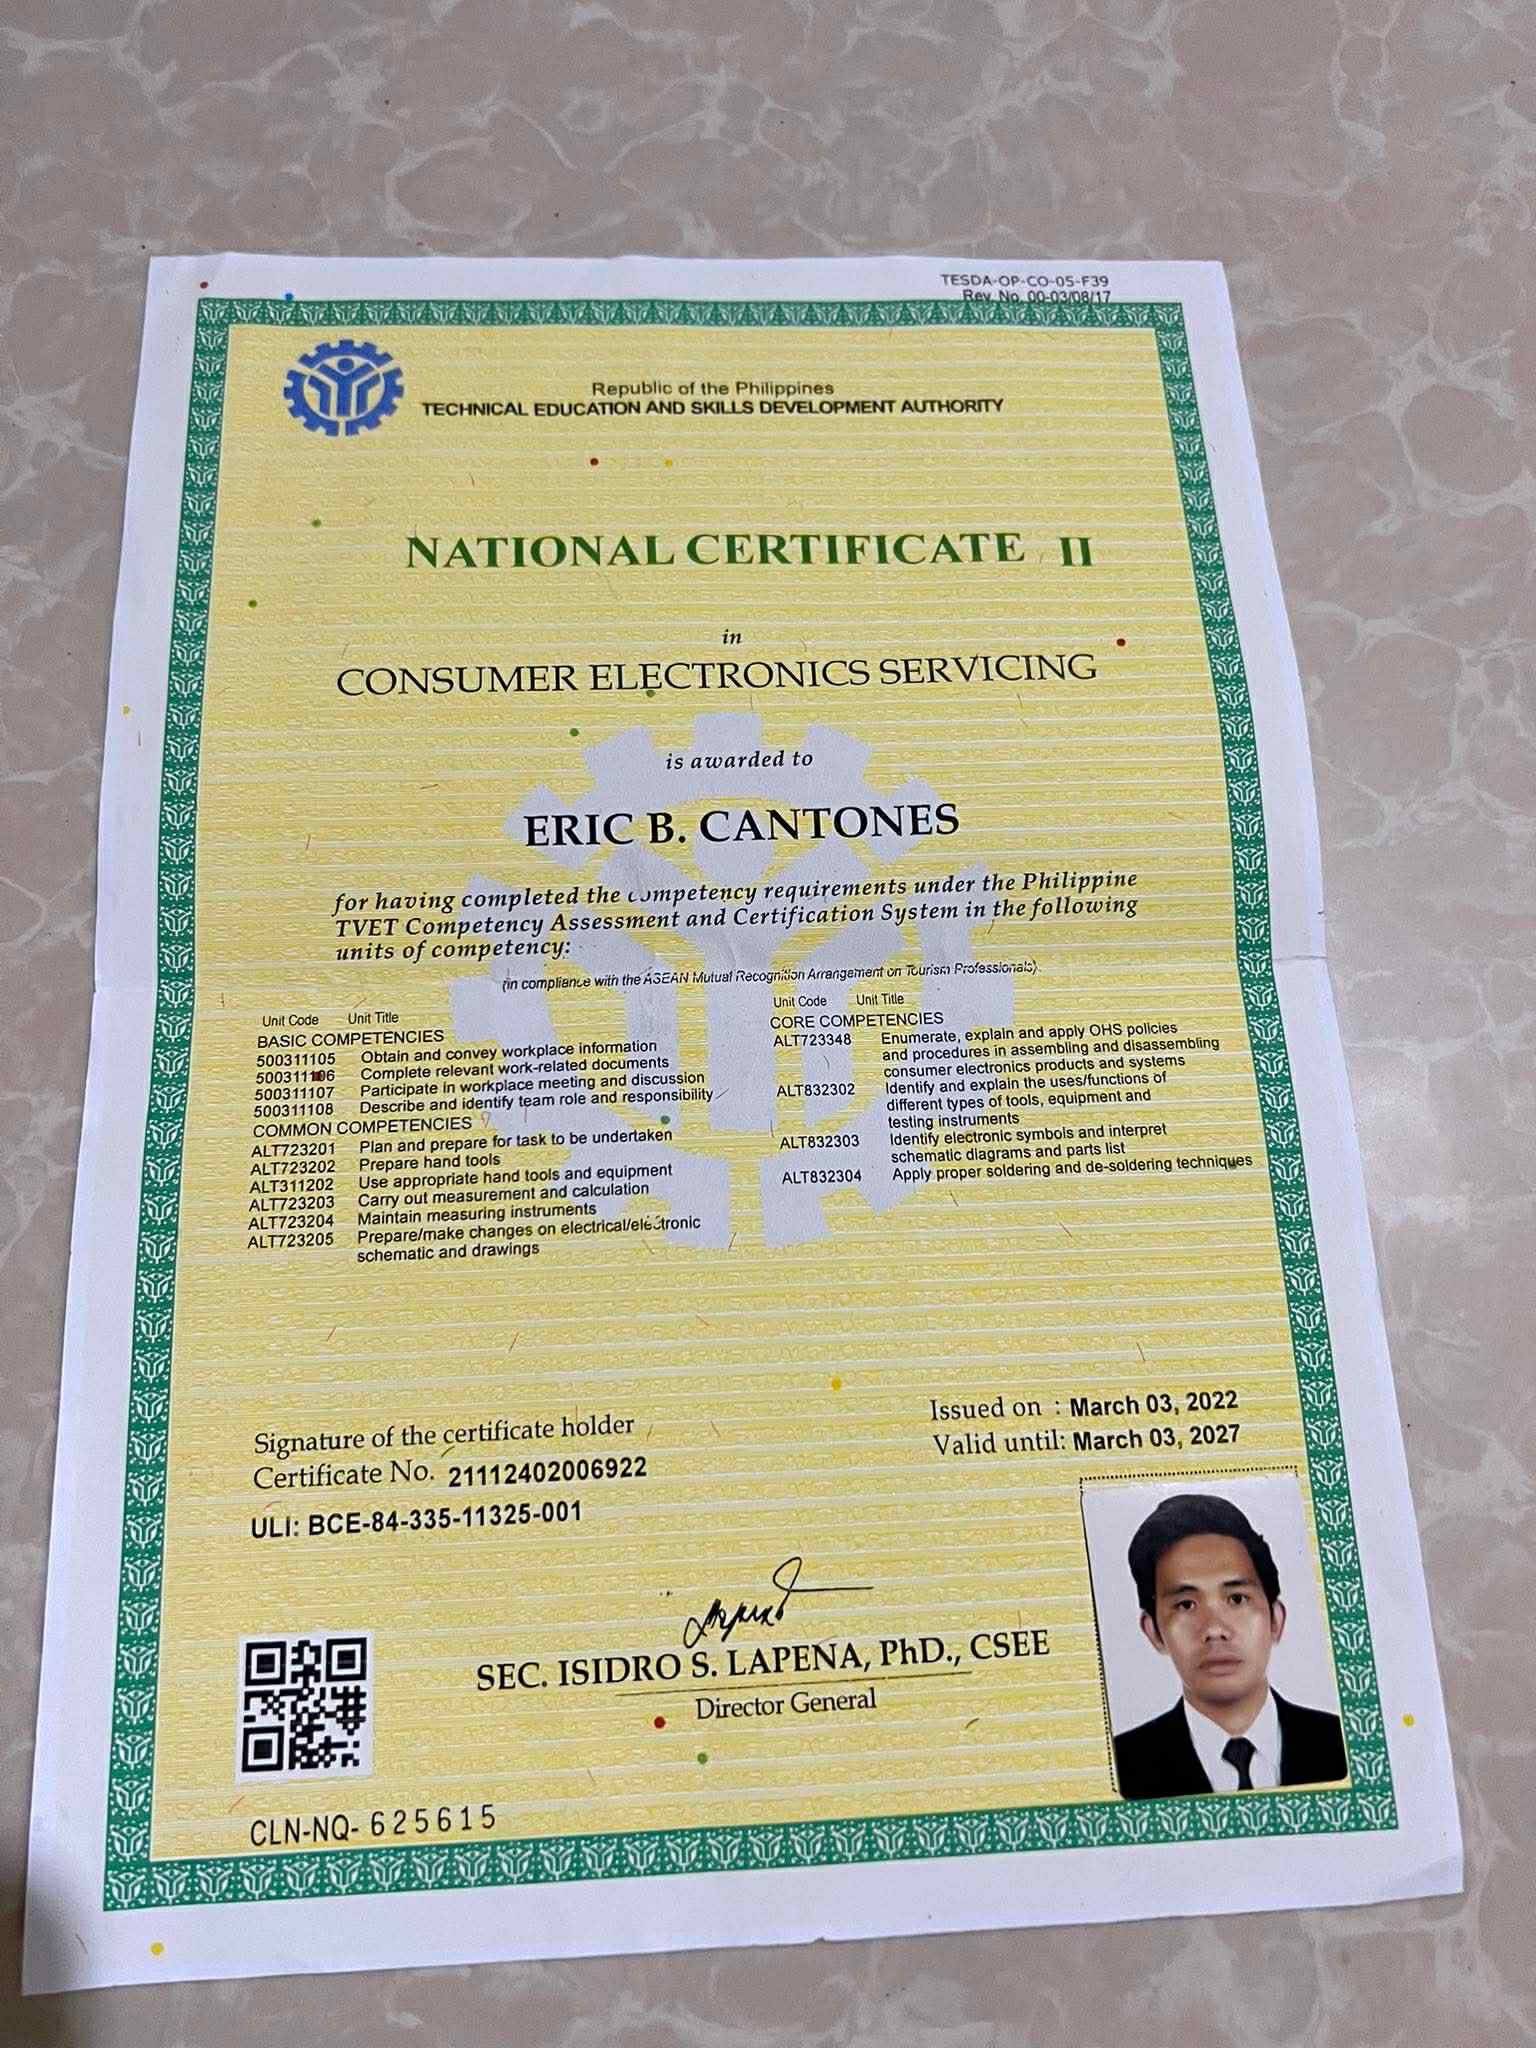 TESDA-OP-CO-05-F39
Rev. No. 00-03/08/17
Republic of the Philippines
TECHNICAL EDUCATION AND SKILLS DEVELOPMENT AUTHORITY
NATIONAL CERTIFICATE II
in
CONSUMER ELECTRONICS SERVICING
is awarded to
ERIC B. CANTONES
for having completed the competency requirements under the Philippine
TVET Competency Assessment and Certification System in the following
units of competency:
(in compliance with the ASEAN Mutual Recognition Arrangement on Tourism Professionals)
Unit Code Unit Title
BASIC COMPETENCIES
500311105 Obtain and convey workplace information
500311106 Complete relevant work-related documents
500311107 Participate in workplace meeting and discussion
500311108 Describe and identify team role and responsibility
COMMON COMPETENCIES
ALT723201 Plan and prepare for task to be undertaken
ALT723202 Prepare hand tools
ALT311202 Use appropriate hand tools and equipment
ALT723203 Carry out measurement and calculation
ALT723204 Maintain measuring instruments
ALT723205 Prepare/make changes on electrical/electronic
schematic and drawings
Unit Code Unit Title
CORE COMPETENCIES
ALT723348 Enumerate, explain and apply OHS policies
and procedures in assembling and disassembling
consumer electronics products and systems
ALT832302 Identify and explain the uses/functions of
different types of tools, equipment and
testing instruments
ALT832303 Identify electronic symbols and interpret
schematic diagrams and parts list
ALT832304 Apply proper soldering and de-soldering techniques
Issued on : March 03, 2022
Valid until: March 03, 2027
Signature of the certificate holder
Certificate No. 21112402006922
ULI: BCE-84-335-11325-001
SEC. ISIDRO S. LAPENA, PhD., CSEE
Director General
CLN-NQ- 625615